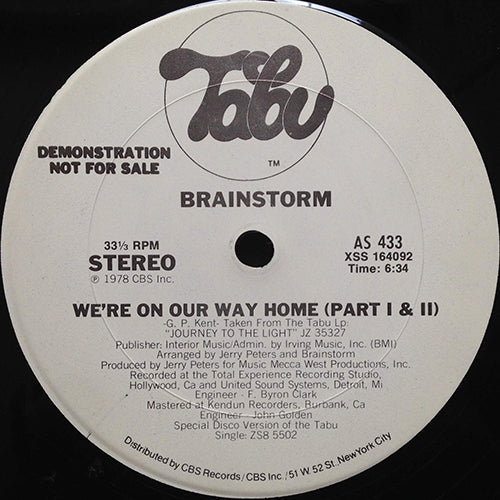 Tabu
TM
DEMONSTRATION
NOT FOR SALE
BRAINSTORM
33⅓ RPM
STEREO
℗ 1978 CBS Inc.
AS 433
XSS 164092
Time: 6:34
WE'RE ON OUR WAY HOME (PART I & II)
-G. P. Kent- Taken From The Tabu Lp:
"JOURNEY TO THE LIGHT" JZ 35327
Publisher: Interior Music/Admin. by Irving Music, Inc. (BMI)
Arranged by Jerry Peters and Brainstorm
Produced by Jerry Peters for Music Mecca West Productions, Inc.
Recorded at the Total Experience Recording Studio,
Hollywood, Ca and United Sound Systems, Detroit, Mi
Engineer - F. Byron Clark
Mastered at Kendun Recorders, Burbank, Ca
Engineer - John Golden
Special Disco Version of the Tabu
Single: ZS8 5502
Distributed by CBS Records/CBS Inc./51 W. 52 St., New York City